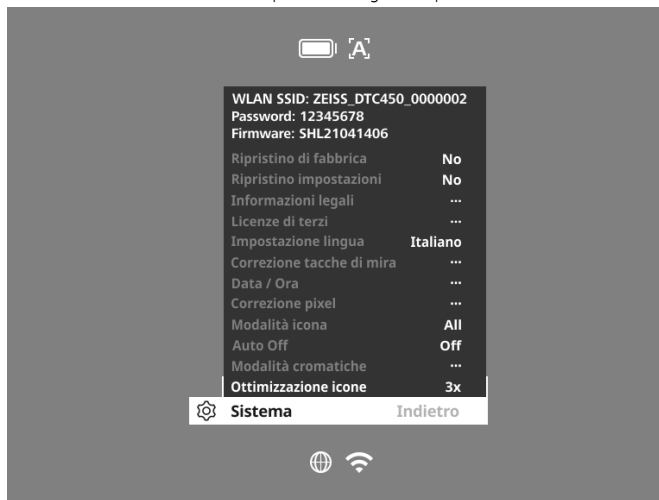 [A]
WLAN SSID: ZEISS_DTC450_0000002
Password: 12345678
Firmware: SHL21041406
Ripristino di fabbrica No
Ripristino impostazioni No
Informazioni legali ...
Licenze di terzi ...
Impostazione lingua Italiano
Correzione tacche di mira ...
Data / Ora ...
Correzione pixel ...
Modalità icona All
Auto Off Off
Modalità cromatiche ...
Ottimizzazione icone 3x
Sistema Indietro